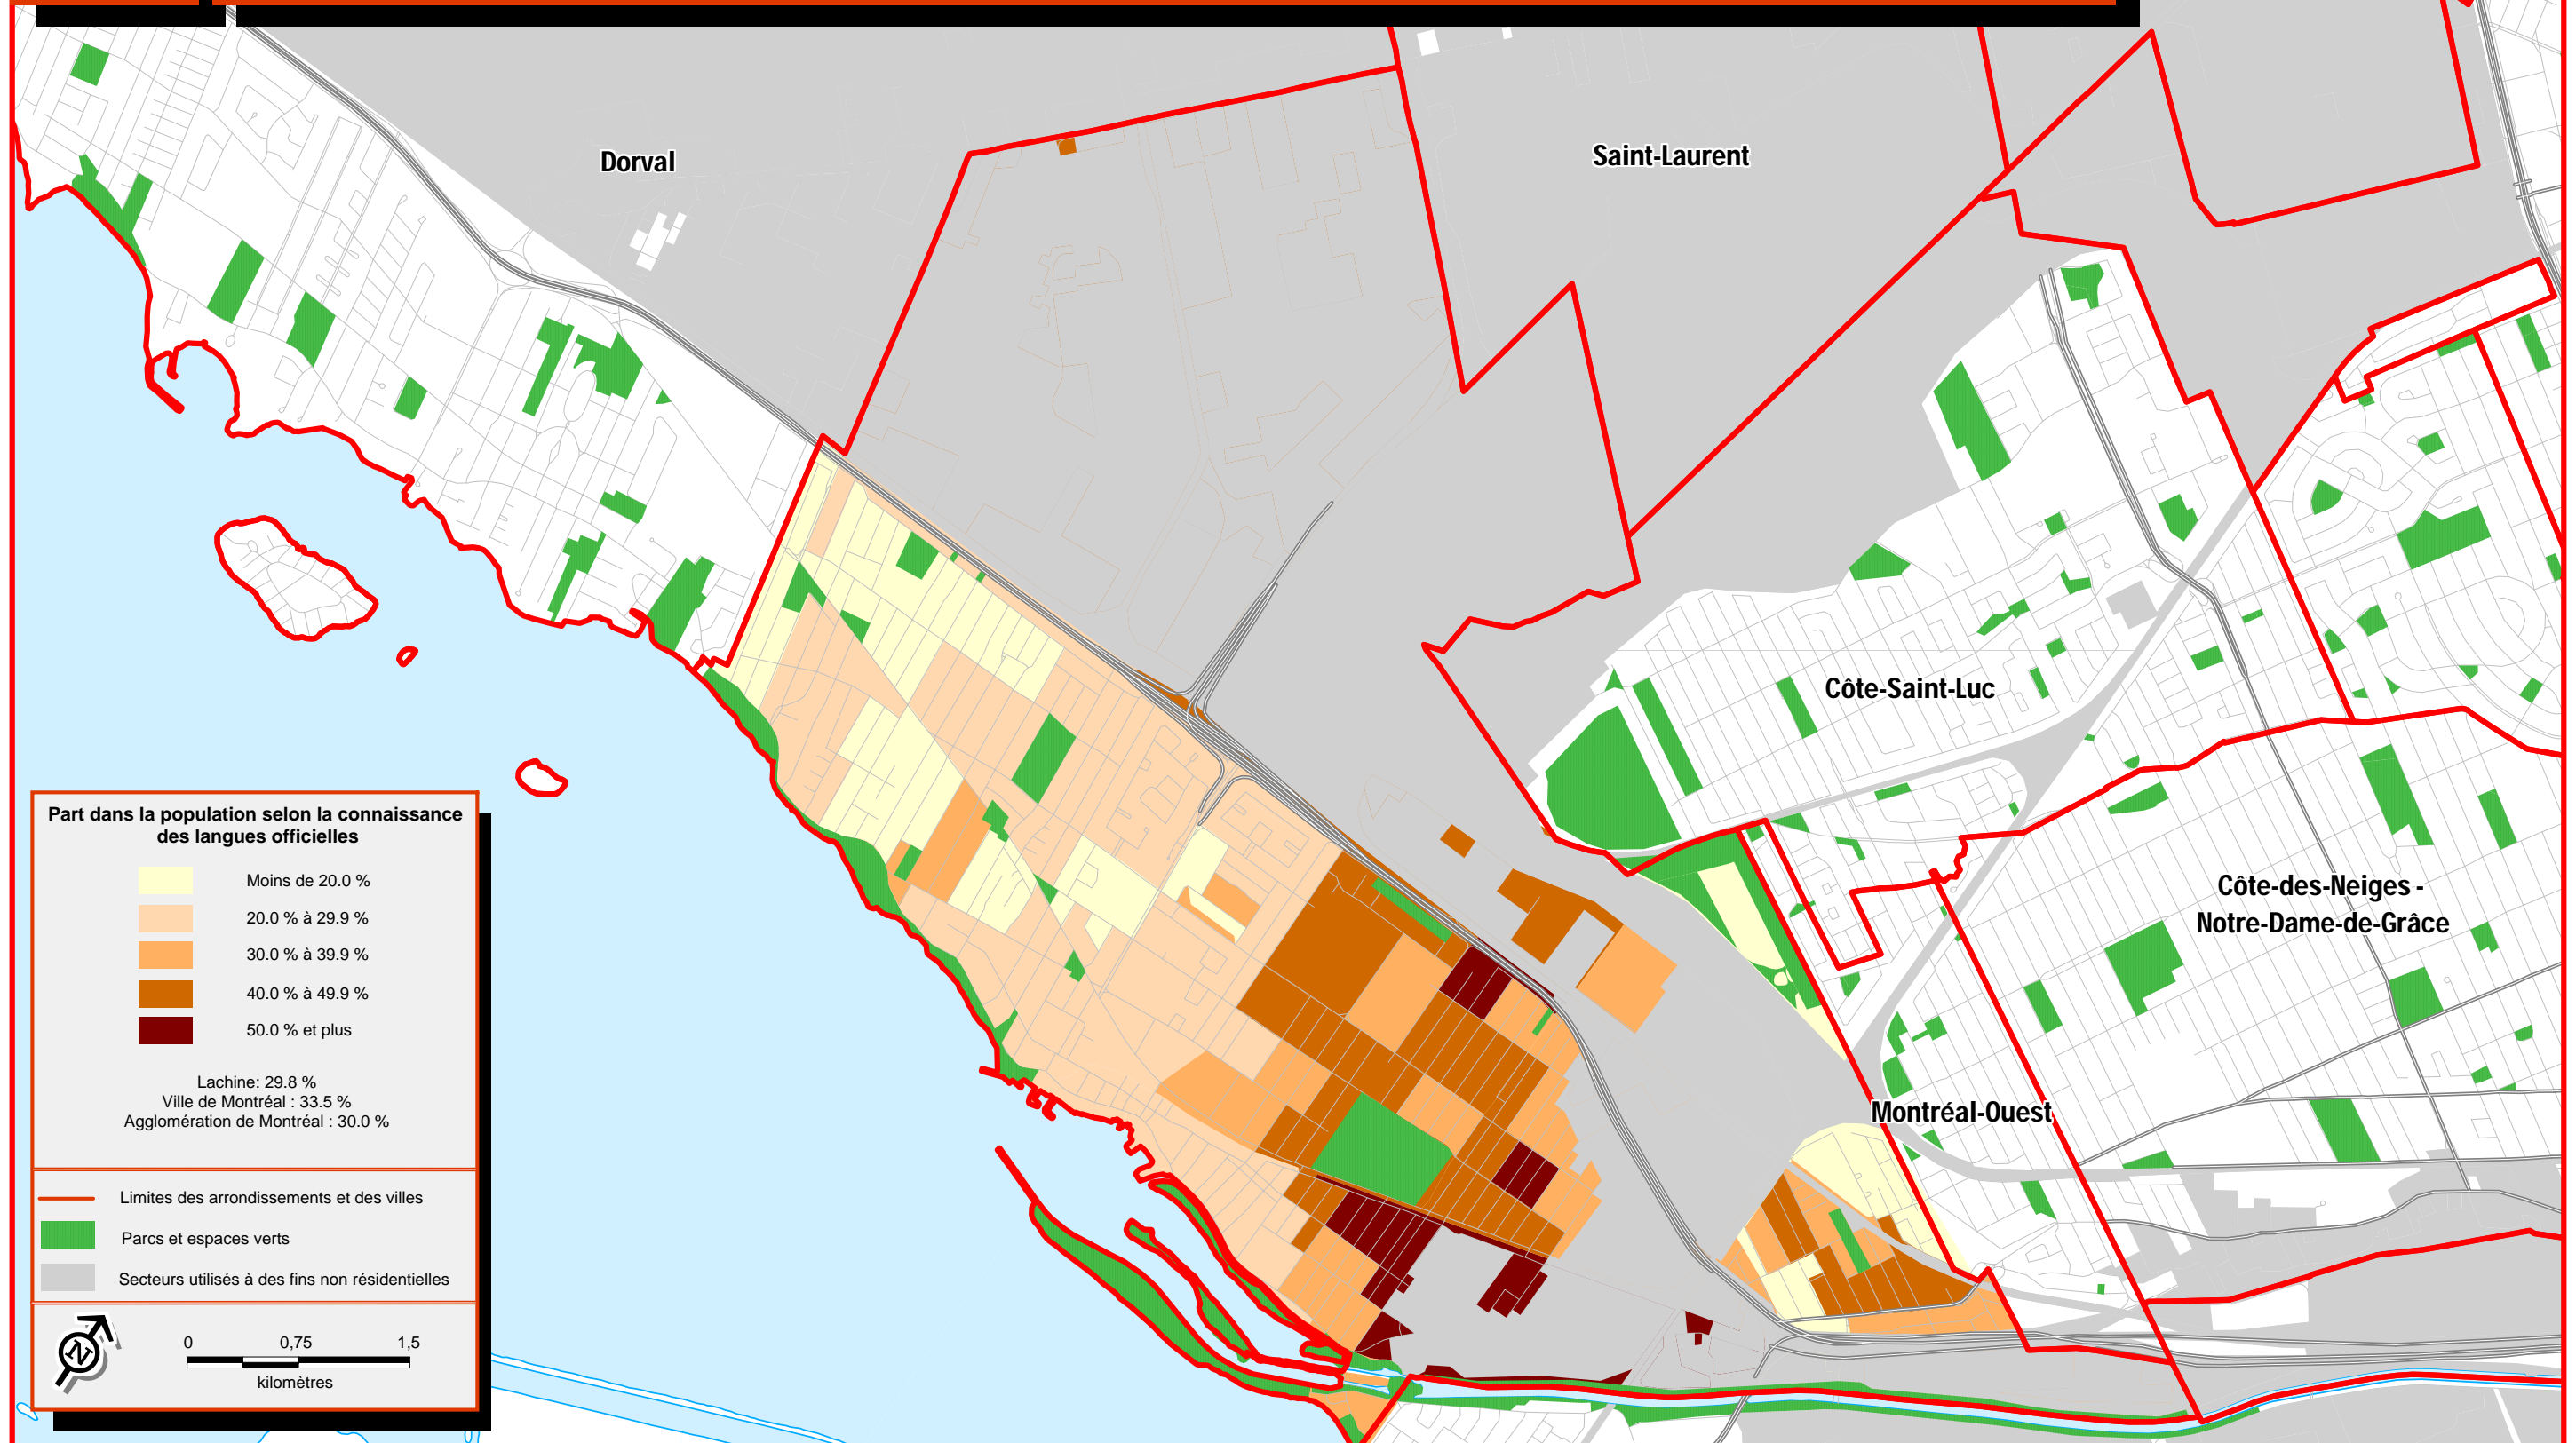 Dorval
Saint-Laurent
Côte-Saint-Luc
Côte-des-Neiges -
Notre-Dame-de-Grâce
Montréal-Ouest
Part dans la population selon la connaissance
des langues officielles
Moins de 20.0 %
20.0 % à 29.9 %
30.0 % à 39.9 %
40.0 % à 49.9 %
50.0 % et plus
Lachine: 29.8 %
Ville de Montréal : 33.5 %
Agglomération de Montréal : 30.0 %
Limites des arrondissements et des villes
Parcs et espaces verts
Secteurs utilisés à des fins non résidentielles
N
0 0,75 1,5
kilomètres